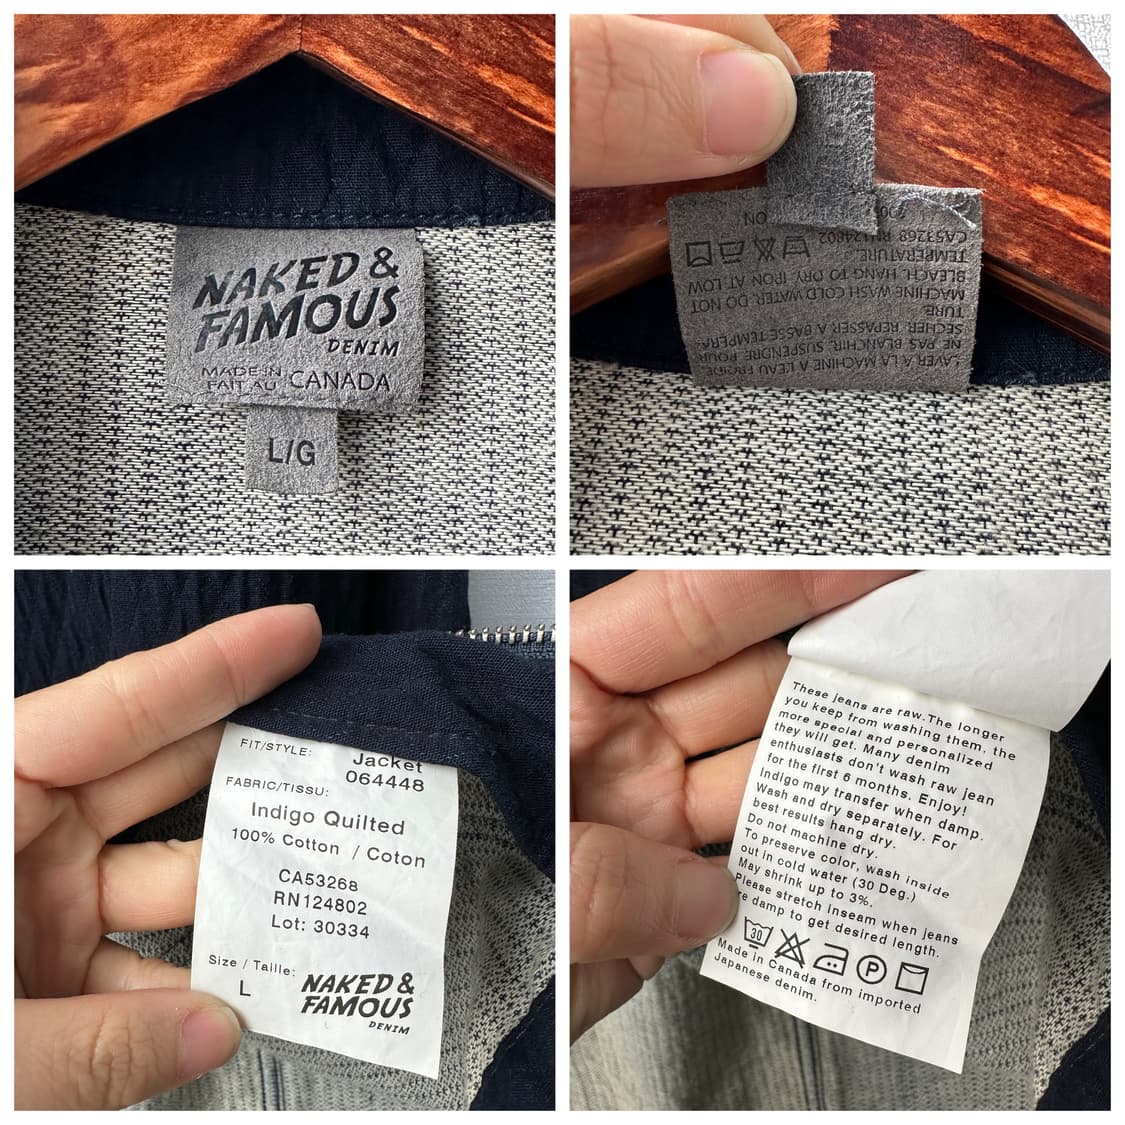 NAKED &
FAMOUS
DENIM
MADE IN
FAIT AU CANADA
L/G
LAVER A LA MACHINE A L'EAU FROIDE
NE PAS BLANCHIR. SUSPENDRE POUR
SECHER. REPASSER A BASSE TEMPERA
TURE.
MACHINE WASH COLD WATER. DO NOT
BLEACH. HANG TO DRY. IRON AT LOW
TEMPERATURE.
CA53268 RN124802
FIT/STYLE: Jacket
064448
FABRIC/TISSU:
Indigo Quilted
100% Cotton / Coton
CA53268
RN124802
Lot: 30334
Size / Taille:
L
NAKED &
FAMOUS
DENIM
These jeans are raw.The longer
you keep from washing them, the
more special and personalized
they will get. Many denim
enthusiasts don't wash raw jean
for the first 6 months. Enjoy!
Indigo may transfer when damp.
Wash and dry separately. For
best results hang dry.
Do not machine dry.
To preserve color, wash inside
out in cold water (30 Deg.)
May shrink up to 3%.
Please stretch inseam when jeans
re damp to get desired length.
30
P
Made in Canada from imported
Japanese denim.